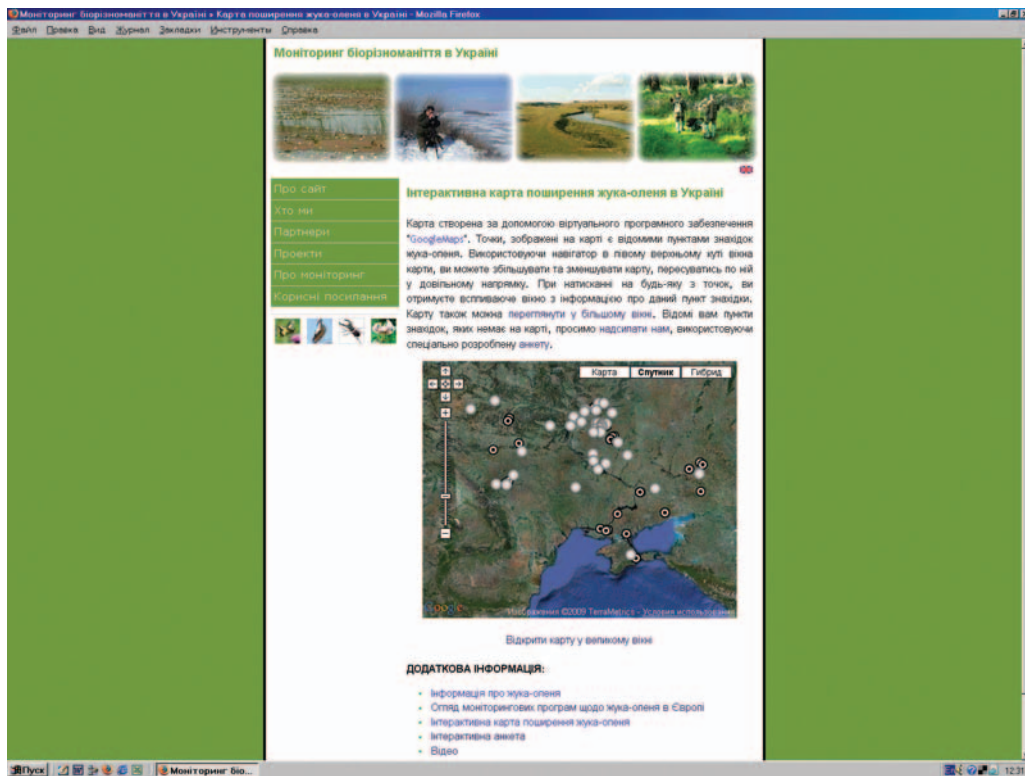 Моніторинг біорізноманіття в Україні » Карта поширення жука-оленя в Україні - Mozilla Firefox
Файл Правка Вид Журнал Закладки Инструменты Справка
Моніторинг біорізноманіття в Україні
Про сайт
Хто ми
Партнери
Проекти
Про моніторинг
Корисні посилання
Інтерактивна карта поширення жука-оленя в Україні
Карта створена за допомогою віртуального програмного забезпечення
"GoogleMaps". Точки, зображені на карті є відомими пунктами знахідок
жука-оленя. Використовуючи навігатор в лівому верхньому куті вікна
карти, ви можете збільшувати та зменшувати карту, пересуватись по ній
у довільному напрямку. При натисканні на будь-яку з точок, ви
отримуєте вспливаюче вікно з інформацією про даний пункт знахідки.
Карту також можна переглянути у більшому вікні. Відомі вам пункти
знахідок, яких немає на карті, просимо надсипати нам, використовуючи
спеціально розроблену анкету.
Карта Спутник Гибрид
Изображения ©2009 TerraMetrics - Условия использования
Відкрити карту у великому вікні
ДОДАТКОВА ІНФОРМАЦІЯ:
Інформація про жука-оленя
Огляд моніторингових програм щодо жука-оленя в Європі
Інтерактивна карта поширення жука-оленя
Інтерактивна анкета
Відео
Пуск Моніторинг біо... 12:31